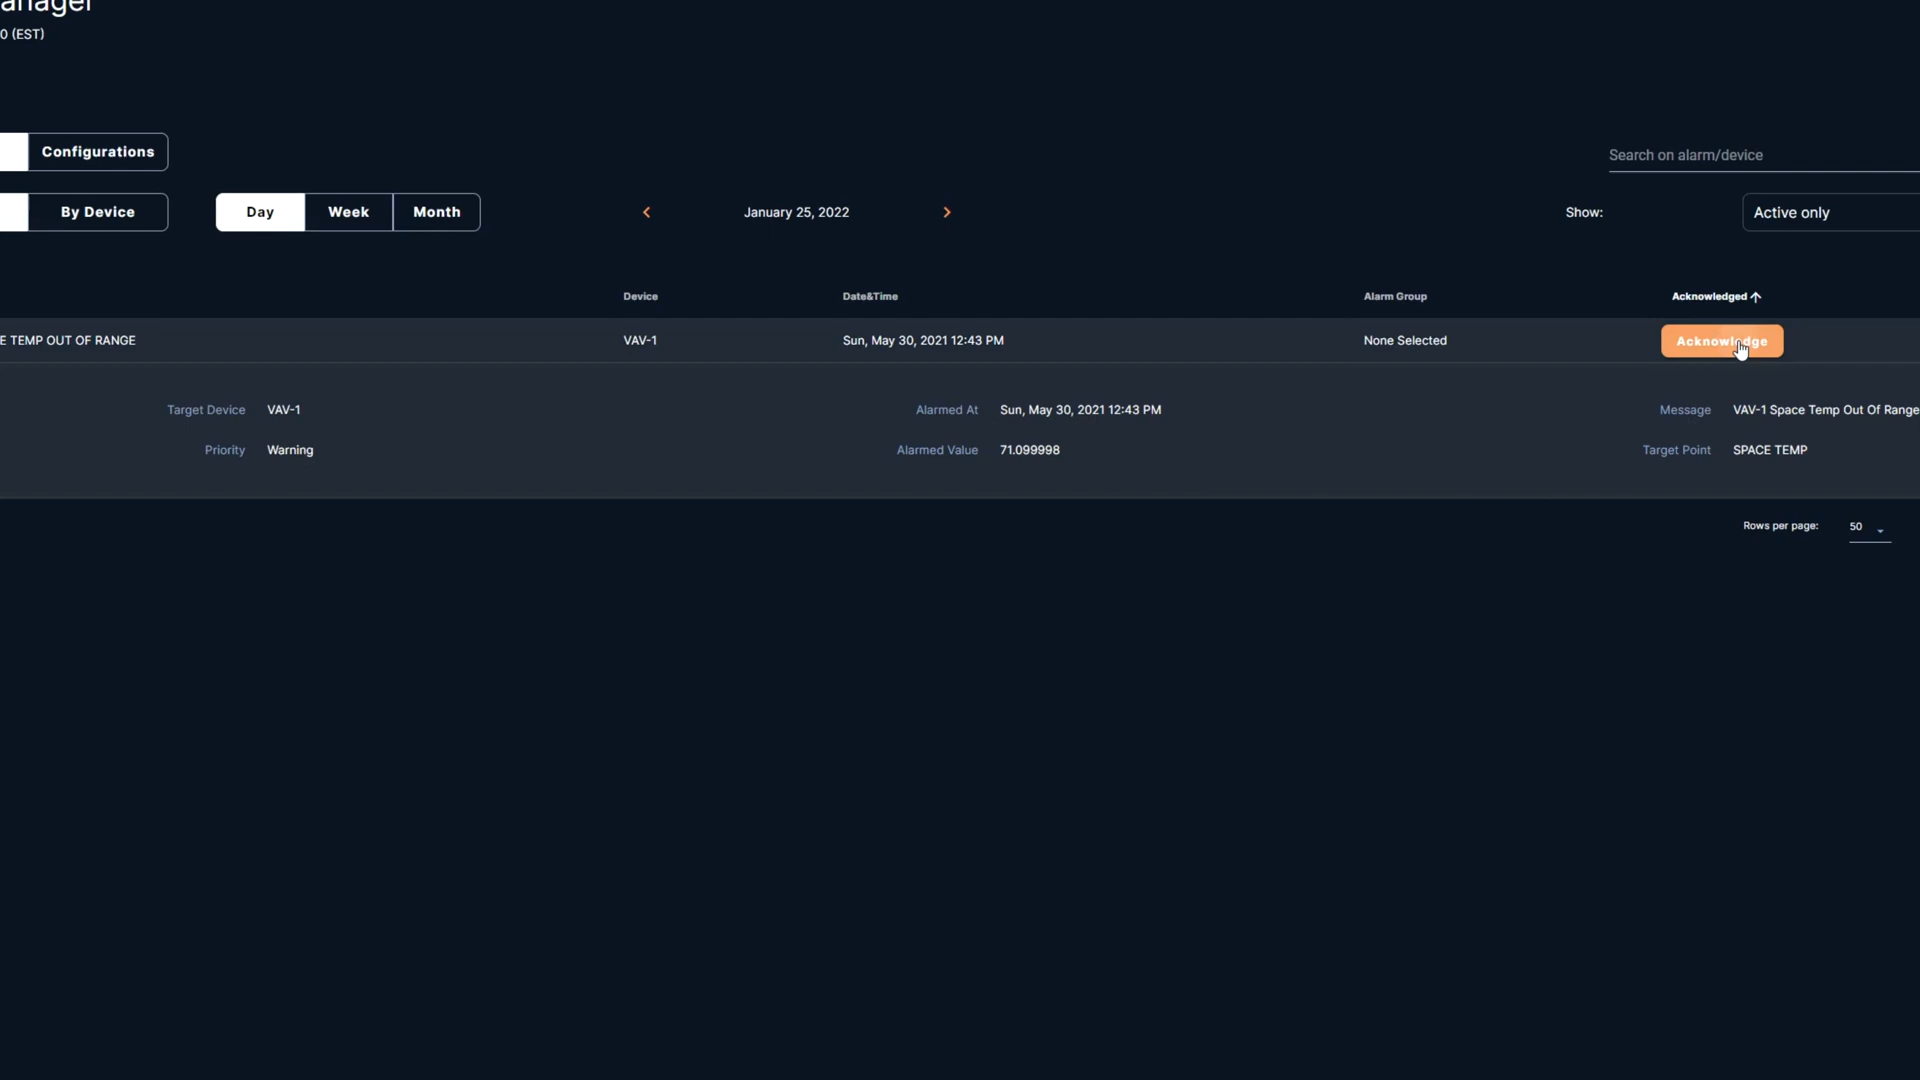 anager
0 (EST)
Configurations
Search on alarm/device
By Device
Day Week Month
January 25, 2022
Show: Active only
Device Date&Time Alarm Group Acknowledged
E TEMP OUT OF RANGE VAV-1 Sun, May 30, 2021 12:43 PM None Selected Acknowledge
Target Device VAV-1 Alarmed At Sun, May 30, 2021 12:43 PM Message VAV-1 Space Temp Out Of Range
Priority Warning Alarmed Value 71.099998 Target Point SPACE TEMP
Rows per page: 50